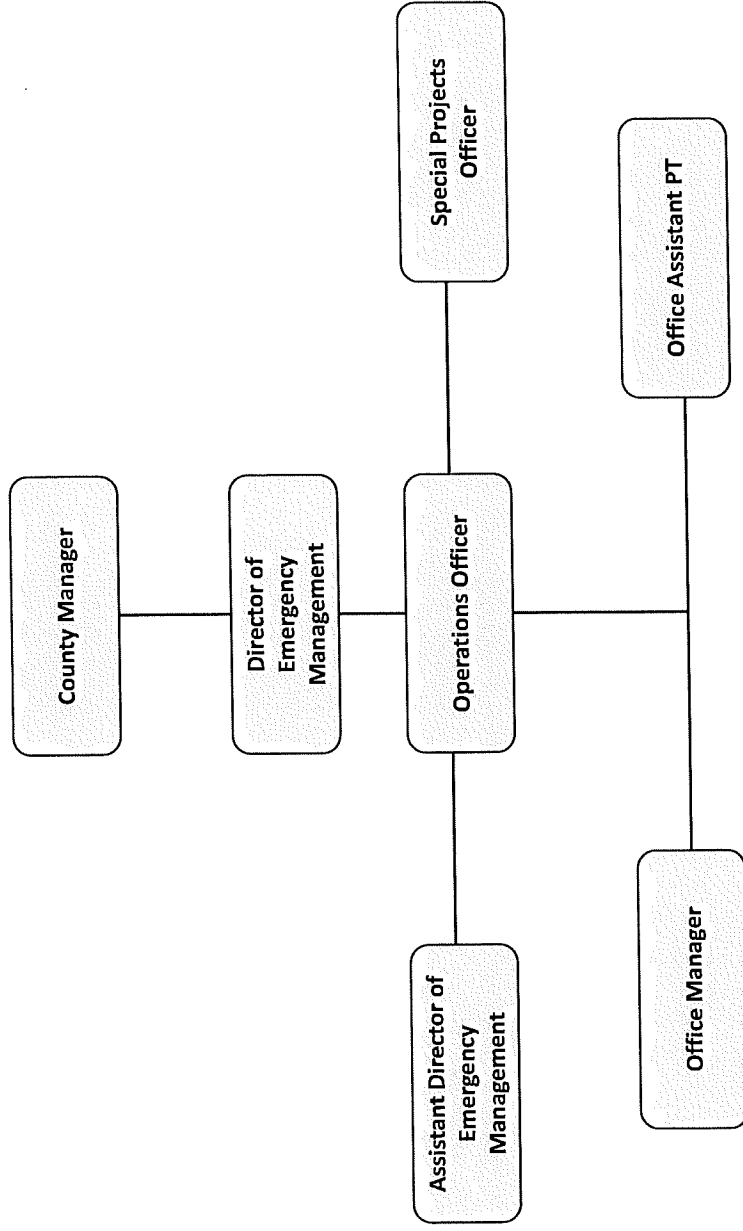 County Manager
Director of
Emergency
Management
Assistant Director of
Emergency
Management
Operations Officer
Special Projects
Officer
Office Manager
Office Assistant PT